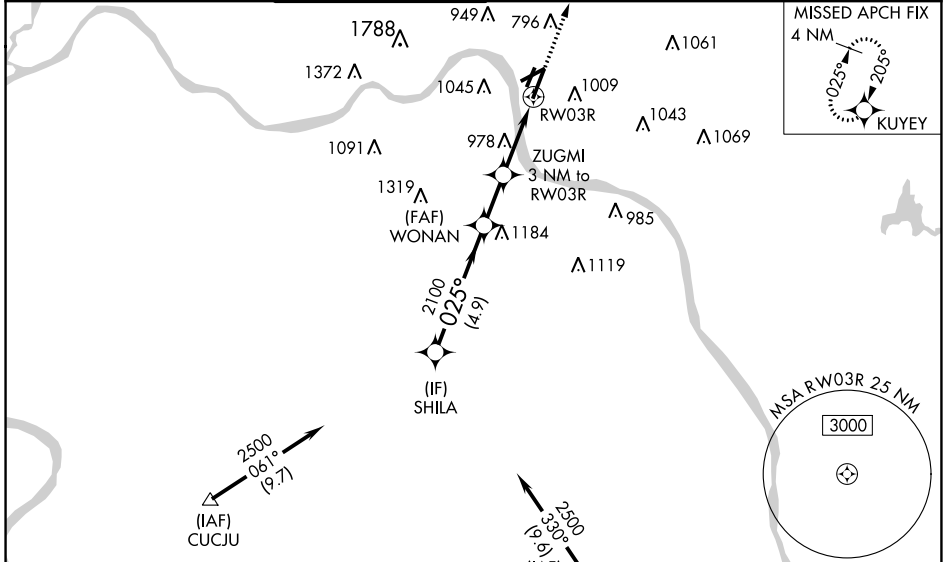 949
796
1788
1061
1372
1045
1009
RW03R
1043
1069
1091
978
ZUGMI
3 NM to
RW03R
1319
(FAF)
WONAN
985
1184
1119
2100
025°
(4.9)
(IF)
SHILA
2500
061°
(9.7)
(IAF)
CUCJU
2500
330°
(9.6)
MISSED APCH FIX
4 NM
025°
205°
KUYEY
MSA RW03R 25 NM
3000